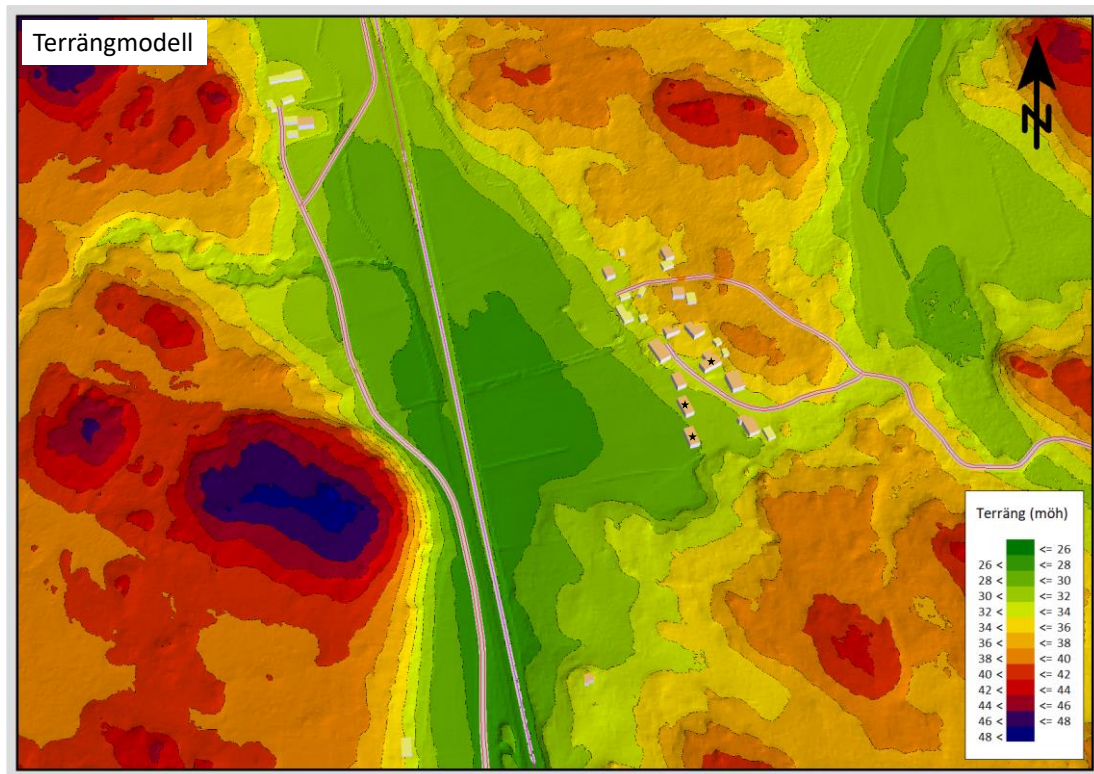 Terrängmodell
N
Terräng (möh)
<= 26
26 < <= 28
28 < <= 30
30 < <= 32
32 < <= 34
34 < <= 36
36 < <= 38
38 < <= 40
40 < <= 42
42 < <= 44
44 < <= 46
46 < <= 48
48 <